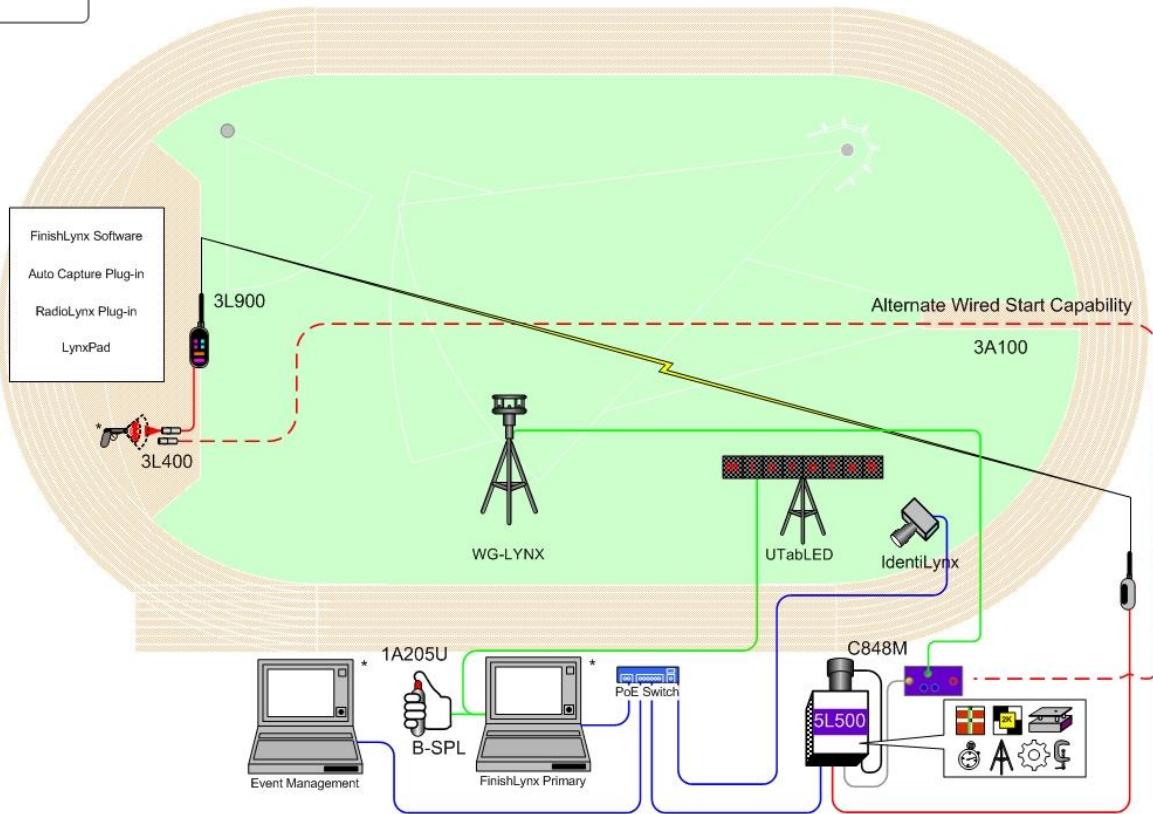 FinishLynx Software
Auto Capture Plug-in
RadioLynx Plug-in
LynxPad
3L900
Alternate Wired Start Capability
3A100
*
3L400
WG-LYNX
UTabLED
IdentiLynx
1A205U
C848M
*
*
PoE Switch
5L500
2K
B-SPL
Event Management
FinishLynx Primary